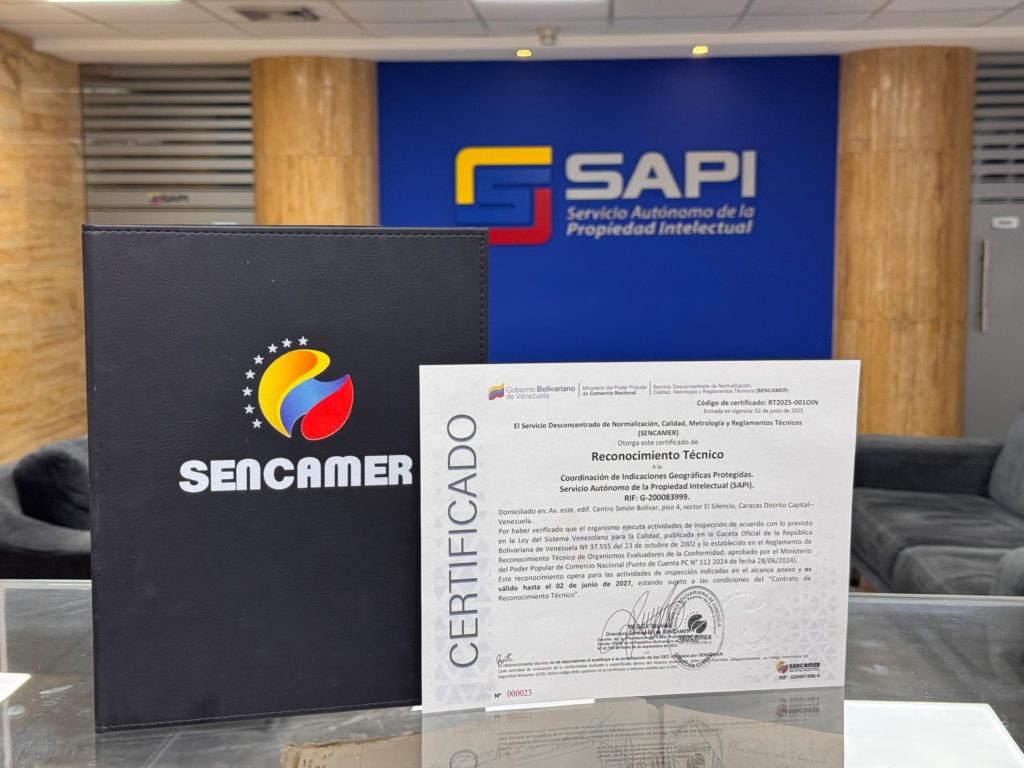 SAPI
SAPI
Servicio Autónomo de la
Propiedad Intelectual
SENCAMER
CERTIFICADO
Gobierno Bolivariano
de Venezuela
Ministerio del Poder Popular
de Comercio Nacional
Servicio Desconcentrado de Normalización,
Calidad, Metrología y Reglamentos Técnicos (SENCAMER)
Código de certificado: RT2025-001OIN
Entrada en vigencia: 02 de junio de 2025.
El Servicio Desconcentrado de Normalización, Calidad, Metrología y Reglamentos Técnicos
(SENCAMER)
Otorga este certificado de
Reconocimiento Técnico
A la:
Coordinación de Indicaciones Geográficas Protegidas.
Servicio Autónomo de la Propiedad Intelectual (SAPI).
RIF: G-200083999.
Domiciliado en: Av. este, edif. Centro Simón Bolívar, piso 4, sector El Silencio, Caracas Distrito Capital–
Venezuela.
Por haber verificado que el organismo ejecuta actividades de inspección de acuerdo con lo previsto
en la Ley del Sistema Venezolano para la Calidad, publicada en la Gaceta Oficial de la República
Bolivariana de Venezuela Nº 37.555 del 23 de octubre de 2002 y lo establecido en el Reglamento de
Reconocimiento Técnico de Organismos Evaluadores de la Conformidad, aprobado por el Ministerio
del Poder Popular de Comercio Nacional (Punto de Cuenta PC N° 112 2024 de fecha 28/06/2024).
Este reconocimiento opera para las actividades de inspección indicadas en el alcance anexo y es
válido hasta el 02 de junio de 2027, estando sujeto a las condiciones del "Contrato de
Reconocimiento Técnico".
Directora General de SENCAMER
SENCAMER
SENCAMER
RIF: G20001396-5
Nº 000023